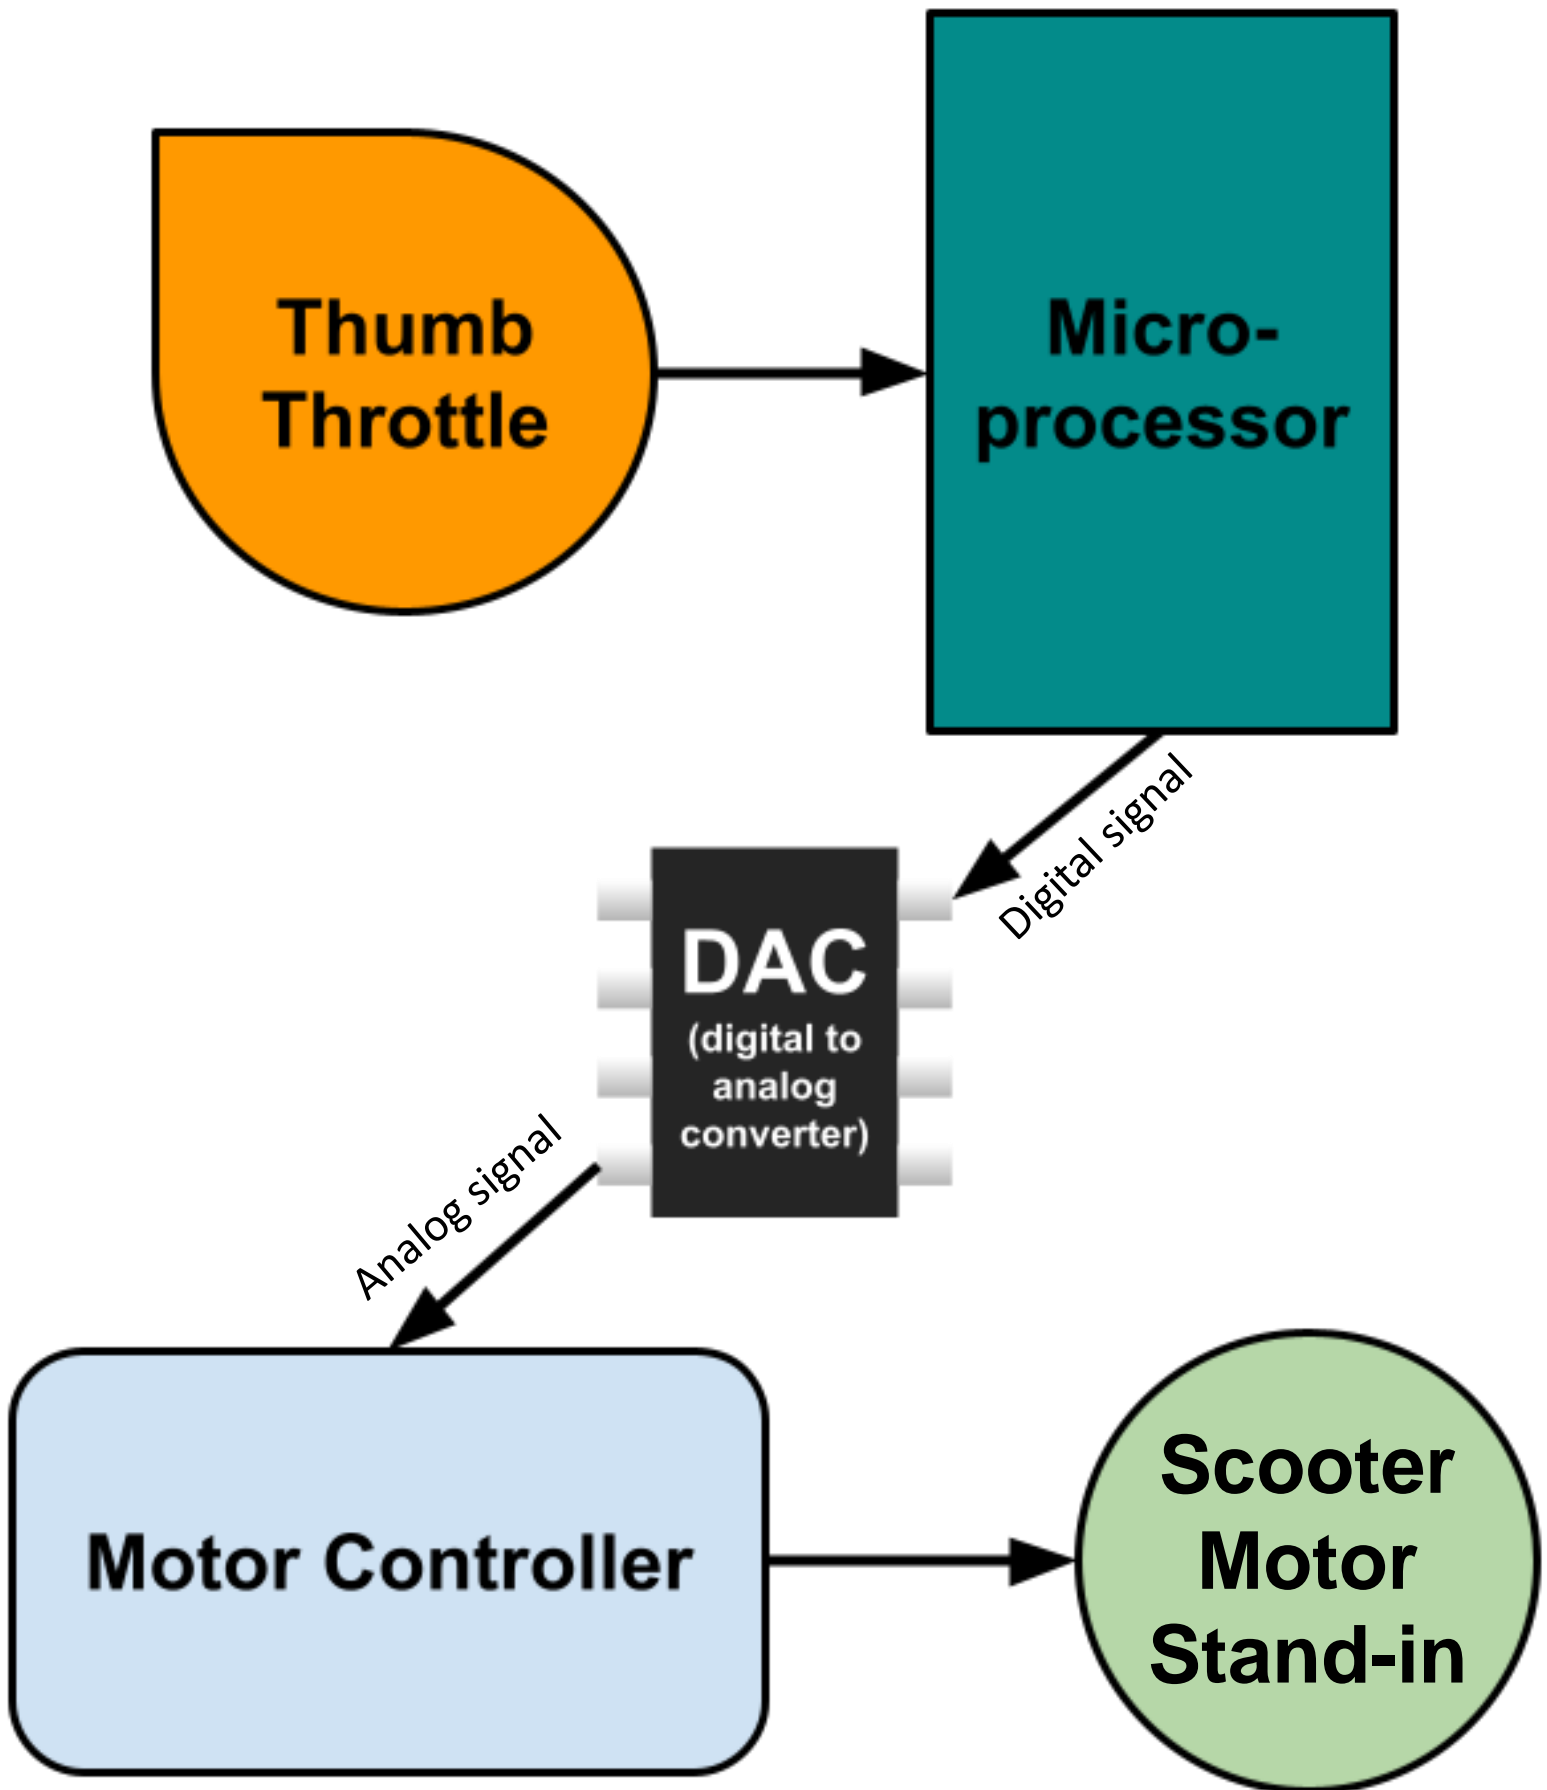 Thumb
Throttle
Micro-
processor
Digital signal
DAC
(digital to
analog
converter)
Analog signal
Motor Controller
Scooter
Motor
Stand-in